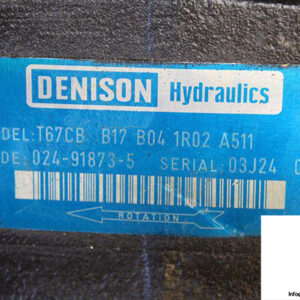 DENISON Hydraulics
DEL: T67CB B17 B04 1R02 A511
DE: 024-91873-5 SERIAL: 03J24
ROTATION